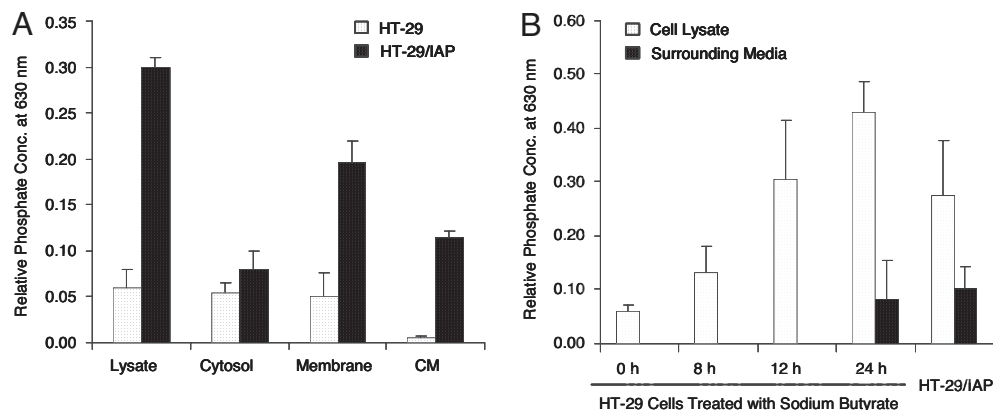 A
HT-29
HT-29/IAP
Relative Phosphate Conc. at 630 nm
0.35
0.30
0.25
0.20
0.15
0.10
0.05
0.00
Lysate Cytosol Membrane CM
B
Cell Lysate
Surrounding Media
Relative Phosphate Conc. at 630 nm
0.60
0.50
0.40
0.30
0.20
0.10
0.00
0 h 8 h 12 h 24 h HT-29/IAP
HT-29 Cells Treated with Sodium Butyrate